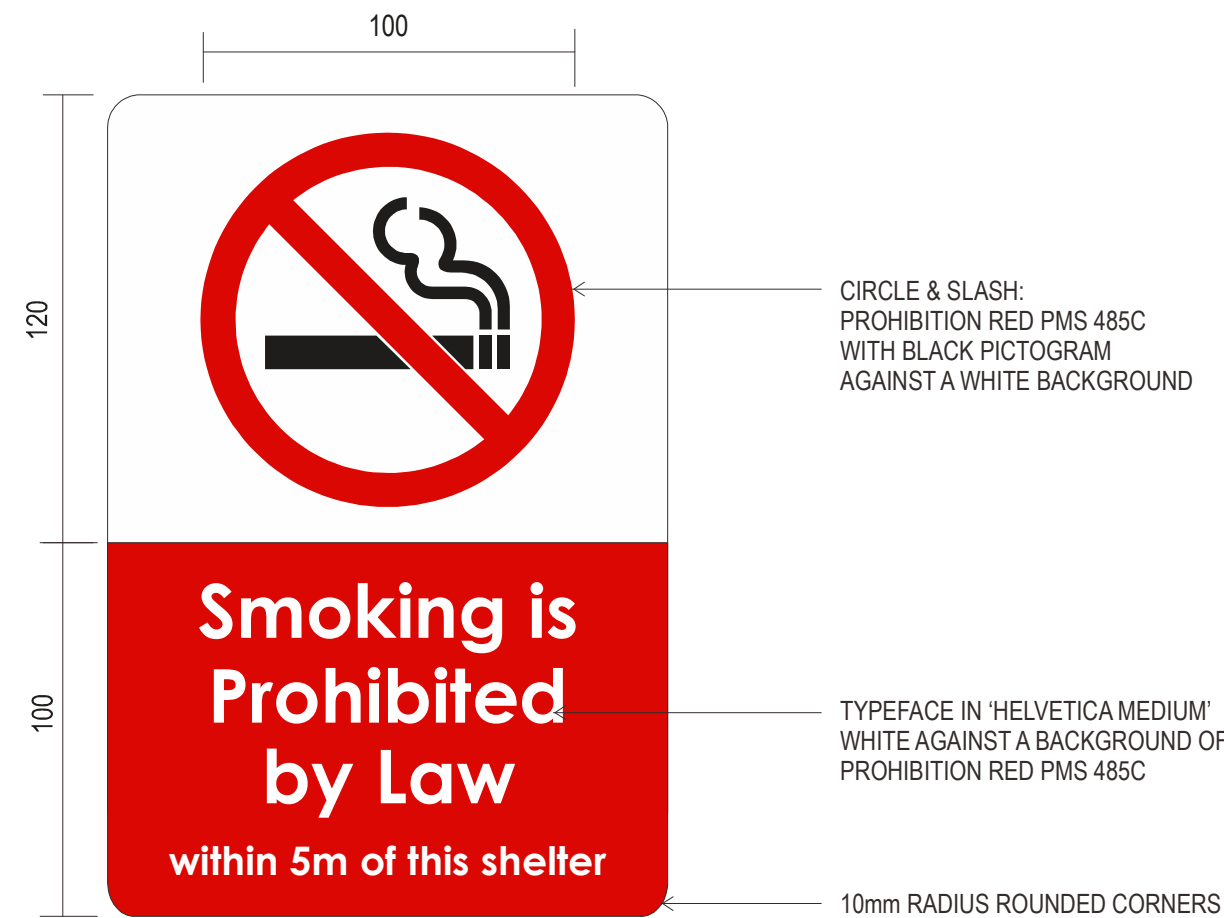 100
120
CIRCLE & SLASH:
PROHIBITION RED PMS 485C
WITH BLACK PICTOGRAM
AGAINST A WHITE BACKGROUND
Smoking is
Prohibited
by Law
within 5m of this shelter
100
TYPEFACE IN ‘HELVETICA MEDIUM’
WHITE AGAINST A BACKGROUND OF
PROHIBITION RED PMS 485C
10mm RADIUS ROUNDED CORNERS